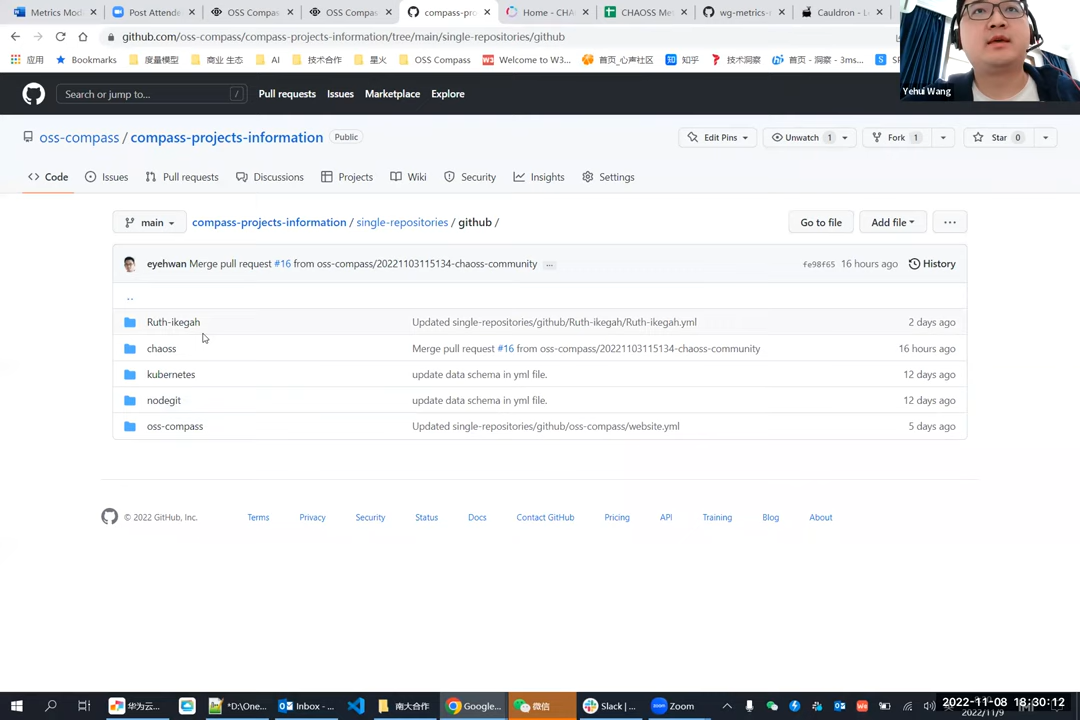 Metrics Mod
Post Attende
OSS Compas
OSS Compas
compass-pro
Home - CHA
CHAOSS Me
wg-metrics-
Cauldron - L
github.com/oss-compass/compass-projects-information/tree/main/single-repositories/github
应用
Bookmarks
度量模型
商业 生态
AI
技术合作
星火
OSS Compass
Welcome to W3...
首页_心声社区
知乎
技术洞察
首页 - 洞察 - 3ms...
Yehui Wang
Search or jump to...
/
Pull requests
Issues
Marketplace
Explore
oss-compass / compass-projects-information
Public
Edit Pins
Unwatch 1
Fork 1
Star 0
Code
Issues
Pull requests
Discussions
Projects
Wiki
Security
Insights
Settings
main
compass-projects-information / single-repositories / github /
Go to file
Add file
...
eyehwan Merge pull request #16 from oss-compass/20221103115134-chaoss-community ...
fe98f65 16 hours ago
History
..
Ruth-ikegah Updated single-repositories/github/Ruth-ikegah/Ruth-ikegah.yml 2 days ago
chaoss Merge pull request #16 from oss-compass/20221103115134-chaoss-community 16 hours ago
kubernetes update data schema in yml file. 12 days ago
nodegit update data schema in yml file. 12 days ago
oss-compass Updated single-repositories/github/oss-compass/website.yml 5 days ago
© 2022 GitHub, Inc.
Terms
Privacy
Security
Status
Docs
Contact GitHub
Pricing
API
Training
Blog
About
华为云...
*D:\One...
Inbox - ...
南大合作
Google...
微信
Slack | ...
Zoom
2022-11-08 18:30:12
2022/11/9